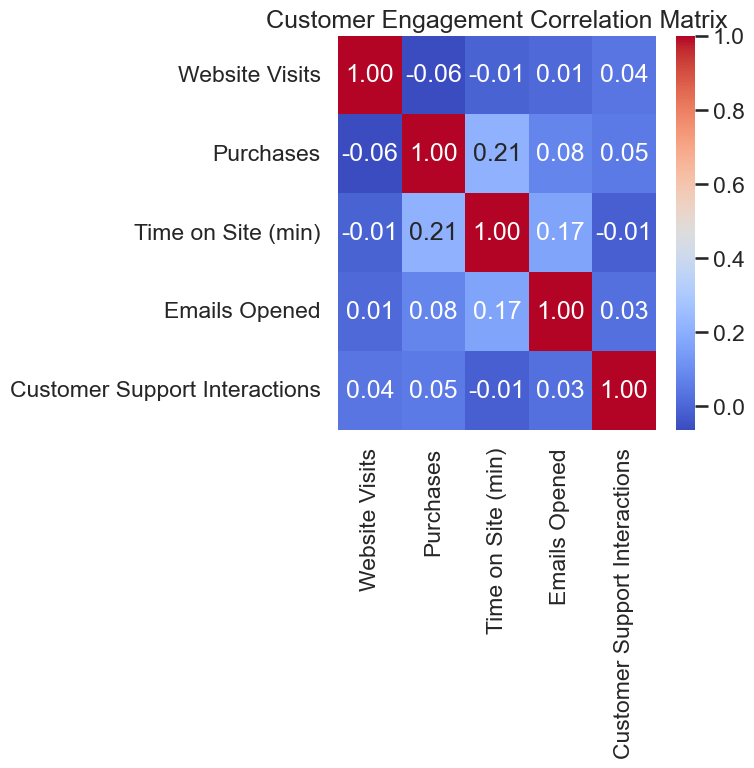 Customer Engagement Correlation Matrix
Website Visits 1.00 -0.06 -0.01 0.01 0.04
Purchases -0.06 1.00 0.21 0.08 0.05
Time on Site (min) -0.01 0.21 1.00 0.17 -0.01
Emails Opened 0.01 0.08 0.17 1.00 0.03
Customer Support Interactions 0.04 0.05 -0.01 0.03 1.00
Website Visits
Purchases
Time on Site (min)
Emails Opened
Customer Support Interactions
1.0
0.8
0.6
0.4
0.2
0.0